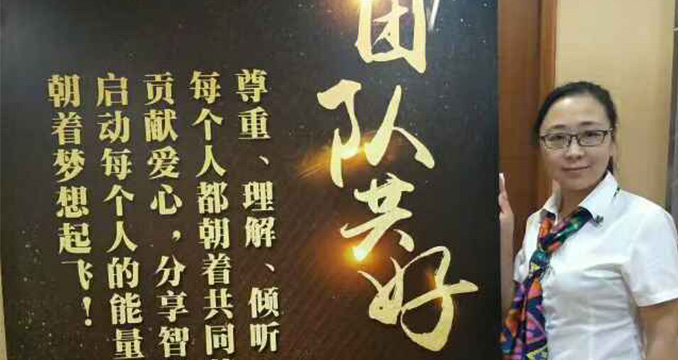 团队共好
尊重、理解、倾听
每个人都朝着共同
贡献爱心,分享智
启动每个人的能量
朝着梦想起飞!